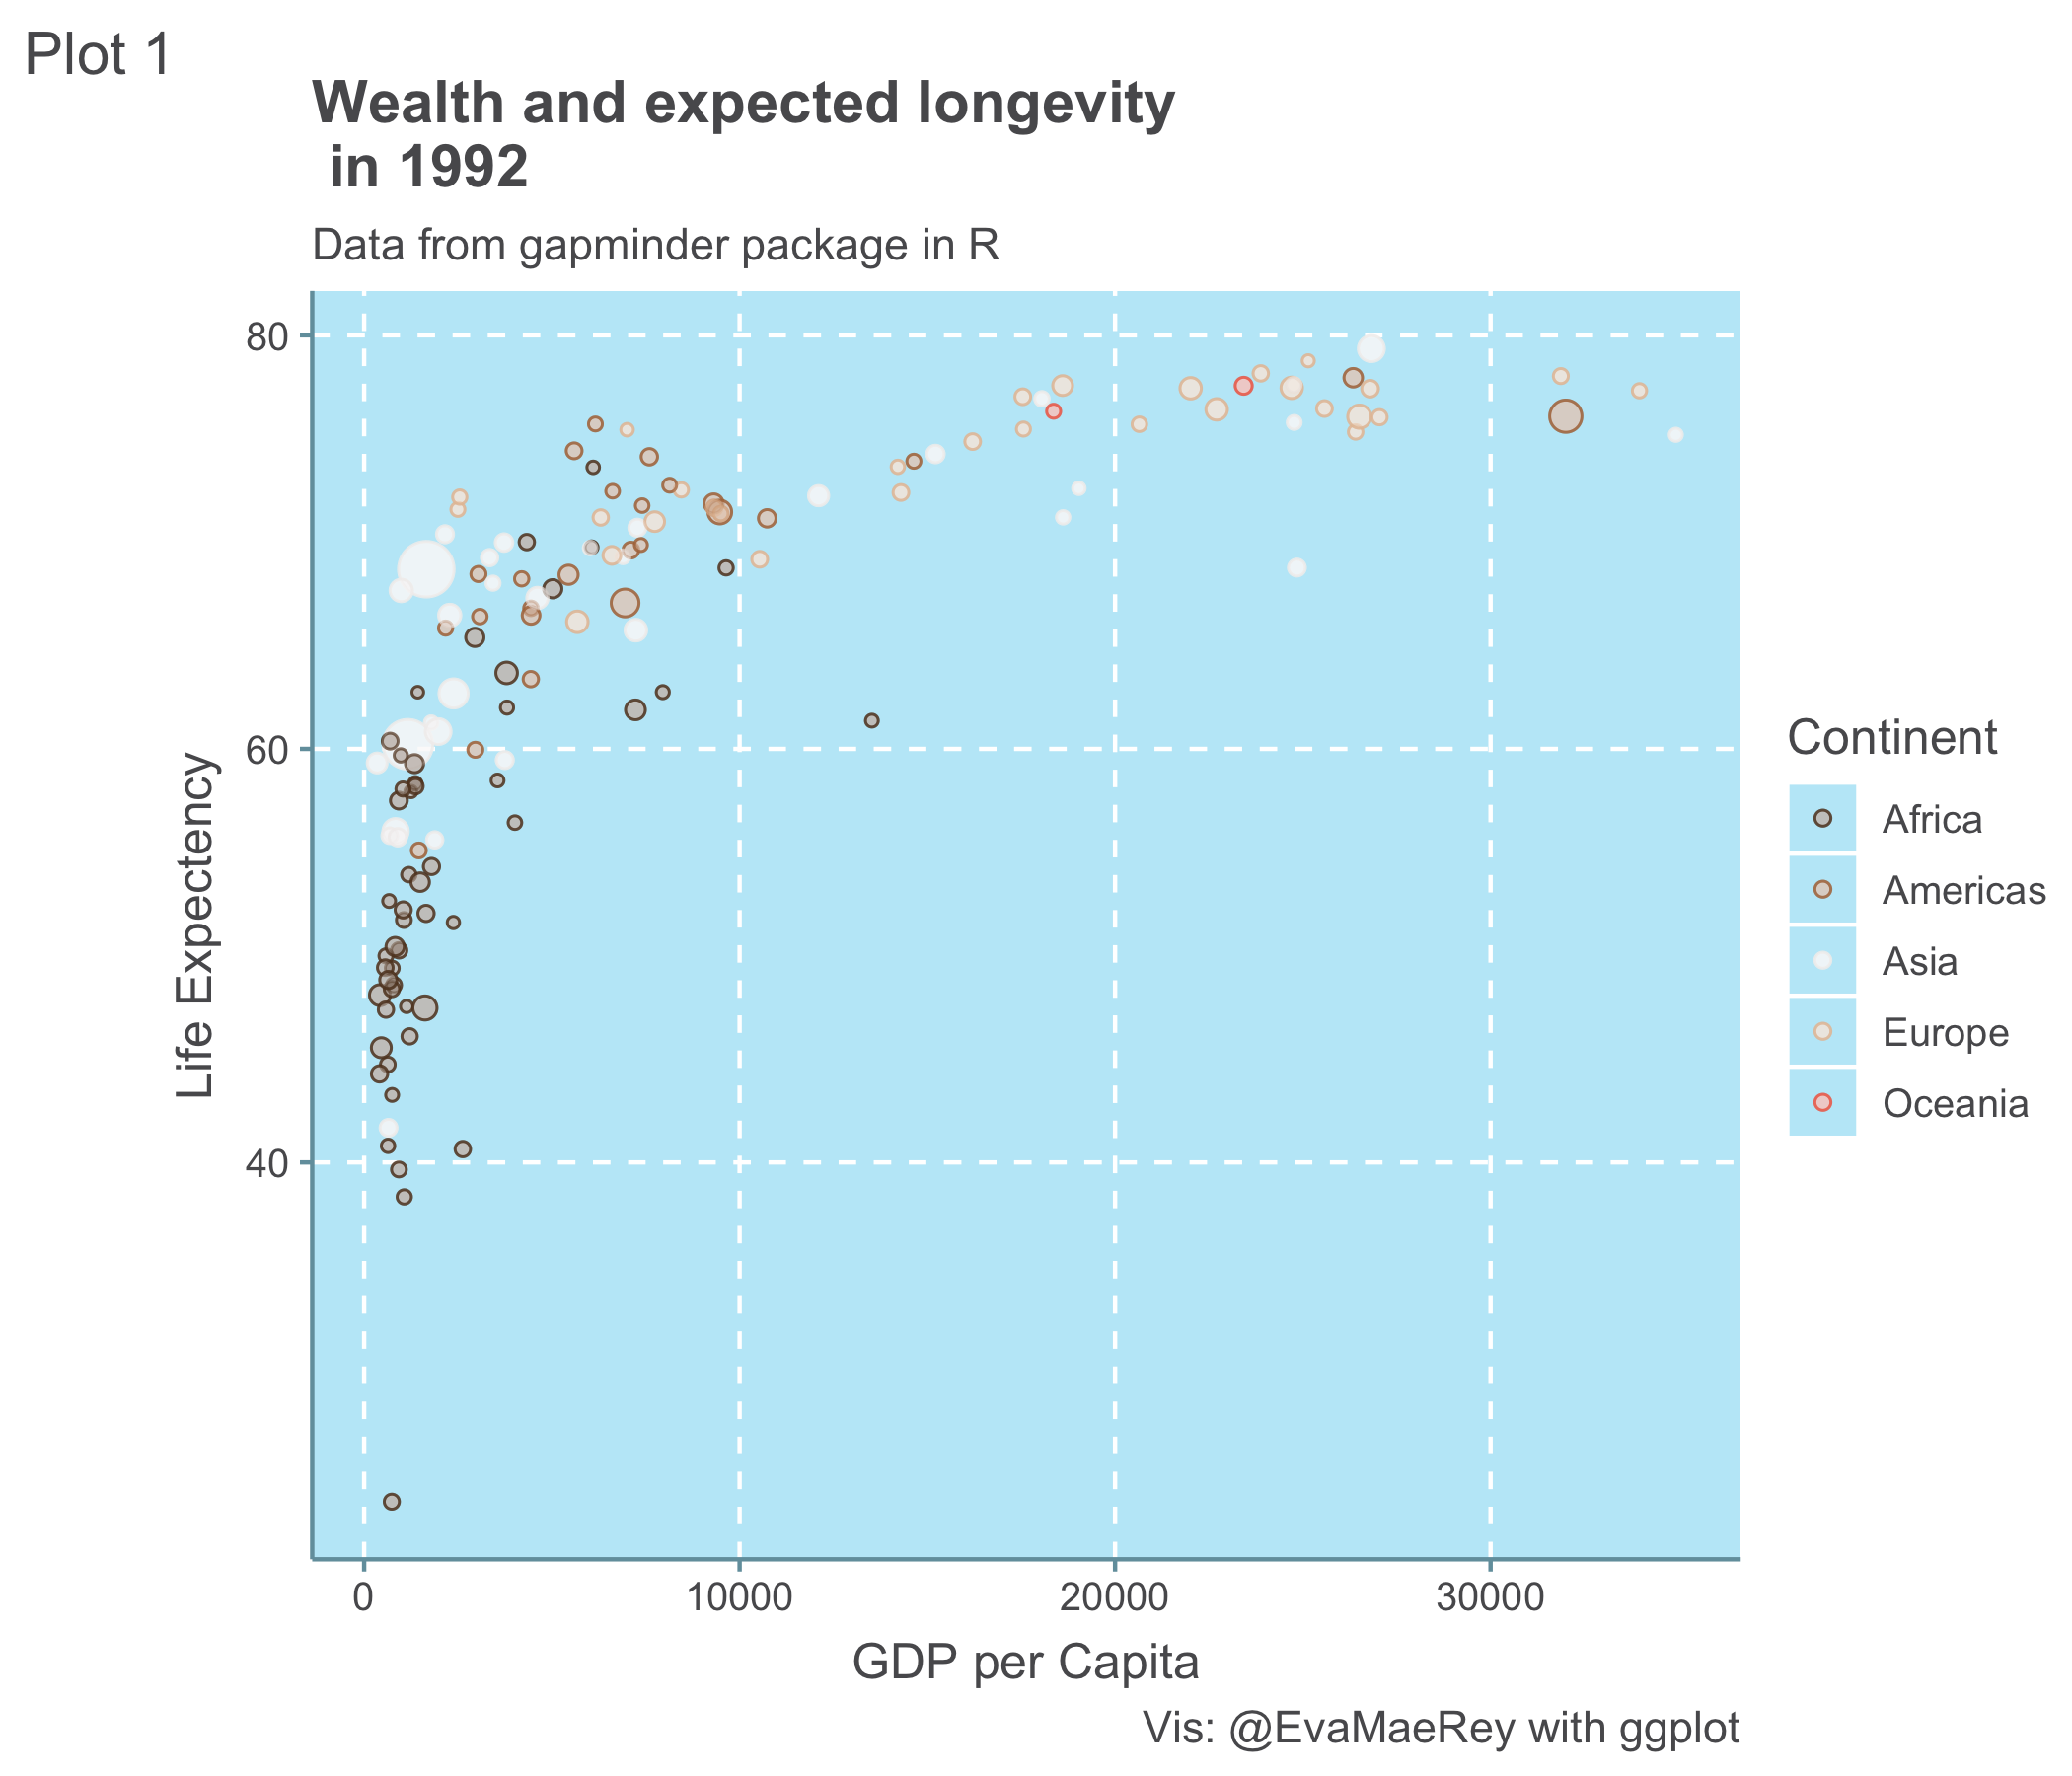 Plot 1
Wealth and expected longevity
in 1992
Data from gapminder package in R
80
60
40
Life Expectency
0 10000 20000 30000
GDP per Capita
Continent
Africa
Americas
Asia
Europe
Oceania
Vis: @EvaMaeRey with ggplot